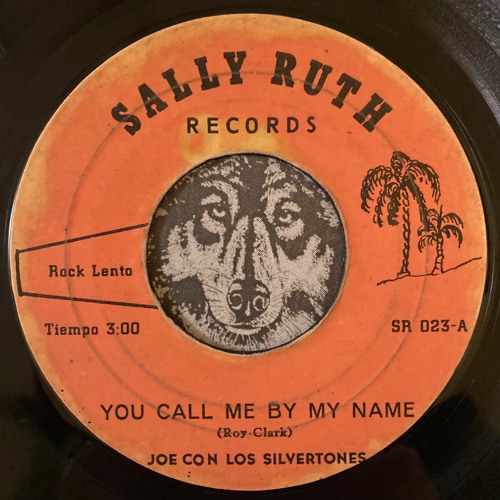 SALLY RUTH
RECORDS
Rock Lento
Tiempo 3:00
SR 023-A
YOU CALL ME BY MY NAME
(Roy Clark)
JOE CON LOS SILVERTONES